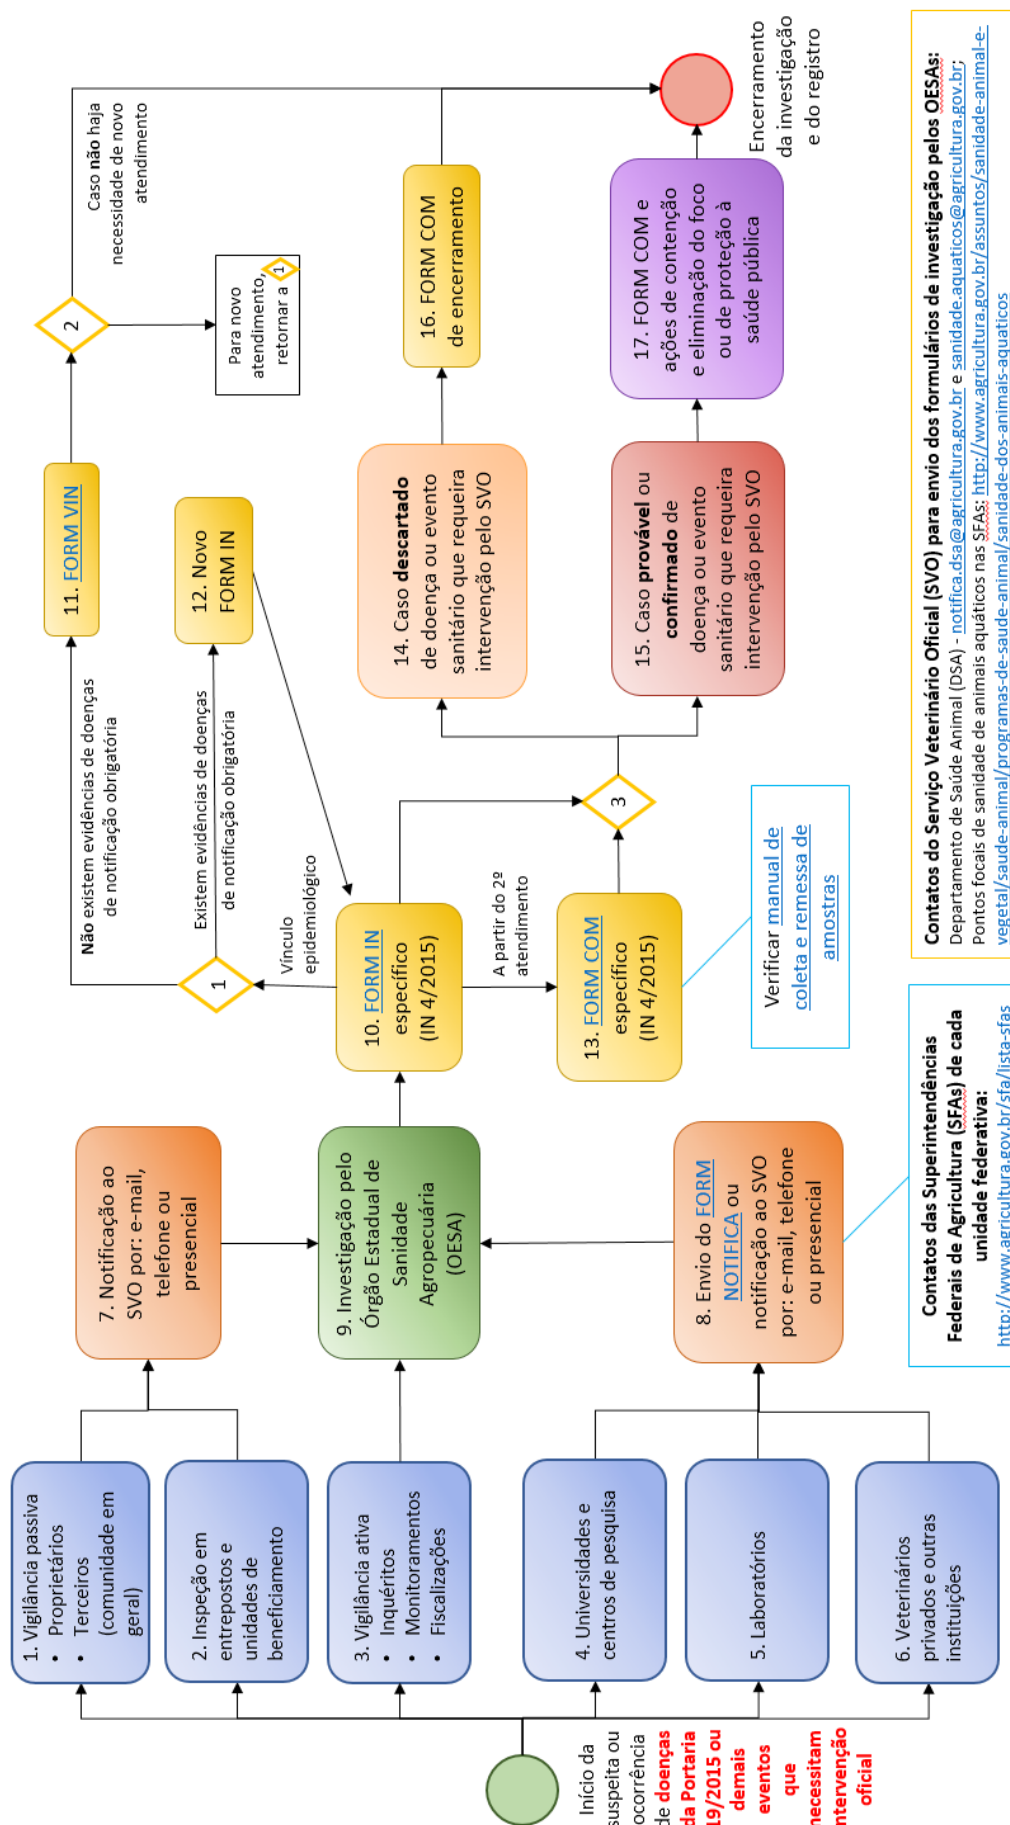 Início da
suspeita ou
ocorrência
de doenças
da Portaria
19/2015 ou
demais
eventos
que
necessitam
intervenção
oficial
1. Vigilância passiva
• Proprietários
• Terceiros
(comunidade em
geral)
2. Inspeção em
entrepostos e
unidades de
beneficiamento
3. Vigilância ativa
• Inquéritos
• Monitoramentos
• Fiscalizações
4. Universidades e
centros de pesquisa
5. Laboratórios
6. Veterinários
privados e outras
instituições
7. Notificação ao
SVO por: e-mail,
telefone ou
presencial
8. Envio do FORM
NOTIFICA ou
notificação ao SVO
por: e-mail, telefone
ou presencial
9. Investigação pelo
Órgão Estadual de
Sanidade
Agropecuária
(OESA)
10. FORM IN
específico
(IN 4/2015)
Vínculo
epidemiológico
1
Não existem evidências de doenças
de notificação obrigatória
Existem evidências de doenças
de notificação obrigatória
11. FORM VIN
12. Novo
FORM IN
A partir do 2º
atendimento
13. FORM COM
específico
(IN 4/2015)
Verificar manual de
coleta e remessa de
amostras
2
Caso não haja
necessidade de novo
atendimento
Para novo
atendimento,
retornar a 1
3
14. Caso descartado
de doença ou evento
sanitário que requeira
intervenção pelo SVO
15. Caso provável ou
confirmado de
doença ou evento
sanitário que requeira
intervenção pelo SVO
16. FORM COM
de encerramento
17. FORM COM e
ações de contenção
e eliminação do foco
ou de proteção à
saúde pública
Encerramento
da investigação
e do registro
Contatos das Superintendências
Federais de Agricultura (SFAs) de cada
unidade federativa:
http://www.agricultura.gov.br/sfa/lista-sfas
Contatos do Serviço Veterinário Oficial (SVO) para envio dos formulários de investigação pelos OESAs:
Departamento de Saúde Animal (DSA) - notifica.dsa@agricultura.gov.br e sanidade.aquaticos@agricultura.gov.br;
Pontos focais de sanidade de animais aquáticos nas SFAs: http://www.agricultura.gov.br/assuntos/sanidade-animal-e-
vegetal/saude-animal/programas-de-saude-animal/sanidade-dos-animais-aquaticos